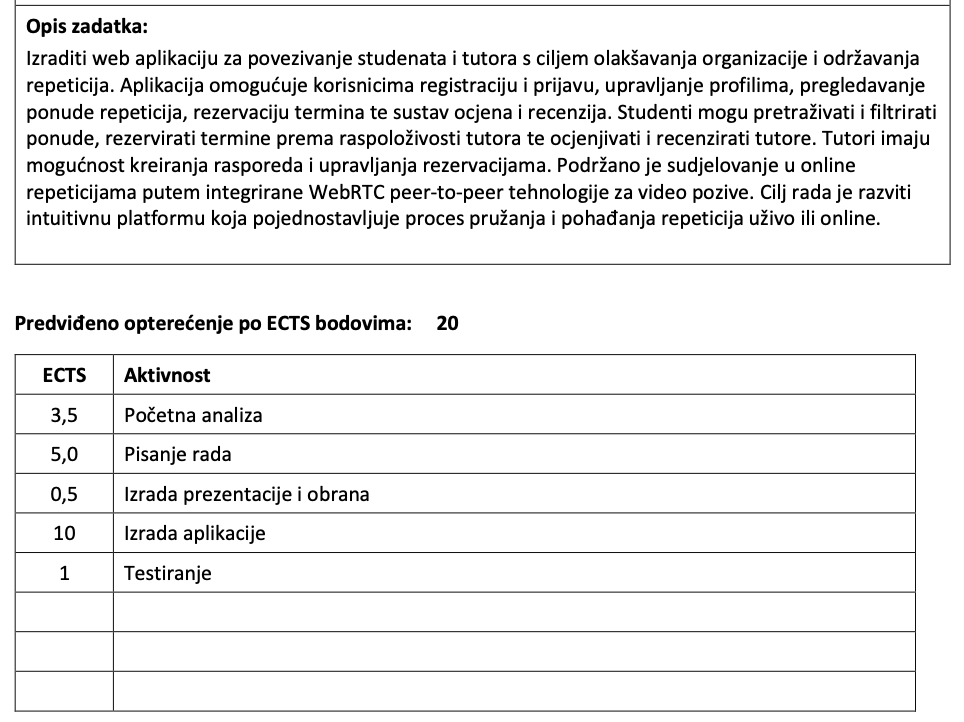 Opis zadatka:
Izraditi web aplikaciju za povezivanje studenata i tutora s ciljem olakšavanja organizacije i održavanja
repeticija. Aplikacija omogućuje korisnicima registraciju i prijavu, upravljanje profilima, pregledavanje
ponude repeticija, rezervaciju termina te sustav ocjena i recenzija. Studenti mogu pretraživati i filtrirati
ponude, rezervirati termine prema raspoloživosti tutora te ocjenjivati i recenzirati tutore. Tutori imaju
mogućnost kreiranja rasporeda i upravljanja rezervacijama. Podržano je sudjelovanje u online
repeticijama putem integrirane WebRTC peer-to-peer tehnologije za video pozive. Cilj rada je razviti
intuitivnu platformu koja pojednostavljuje proces pružanja i pohađanja repeticija uživo ili online.
Predviđeno opterećenje po ECTS bodovima: 20
ECTS Aktivnost
3,5 Početna analiza
5,0 Pisanje rada
0,5 Izrada prezentacije i obrana
10 Izrada aplikacije
1 Testiranje